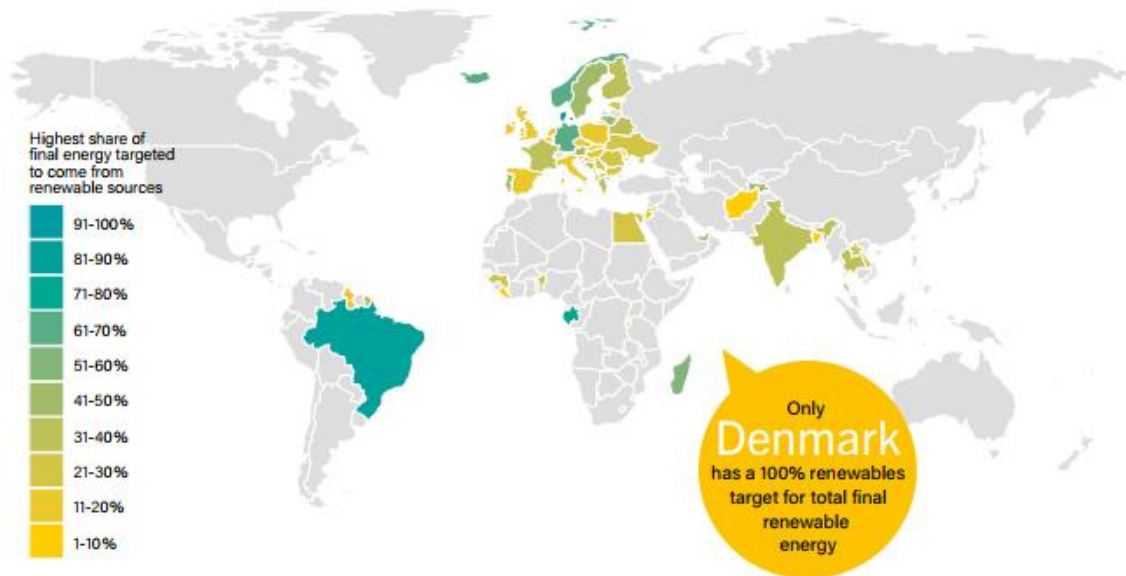 Highest share of
final energy targeted
to come from
renewable sources
91-100%
81-90%
71-80%
61-70%
51-60%
41-50%
31-40%
21-30%
11-20%
1-10%
Only
Denmark
has a 100% renewables
target for total final
renewable
energy